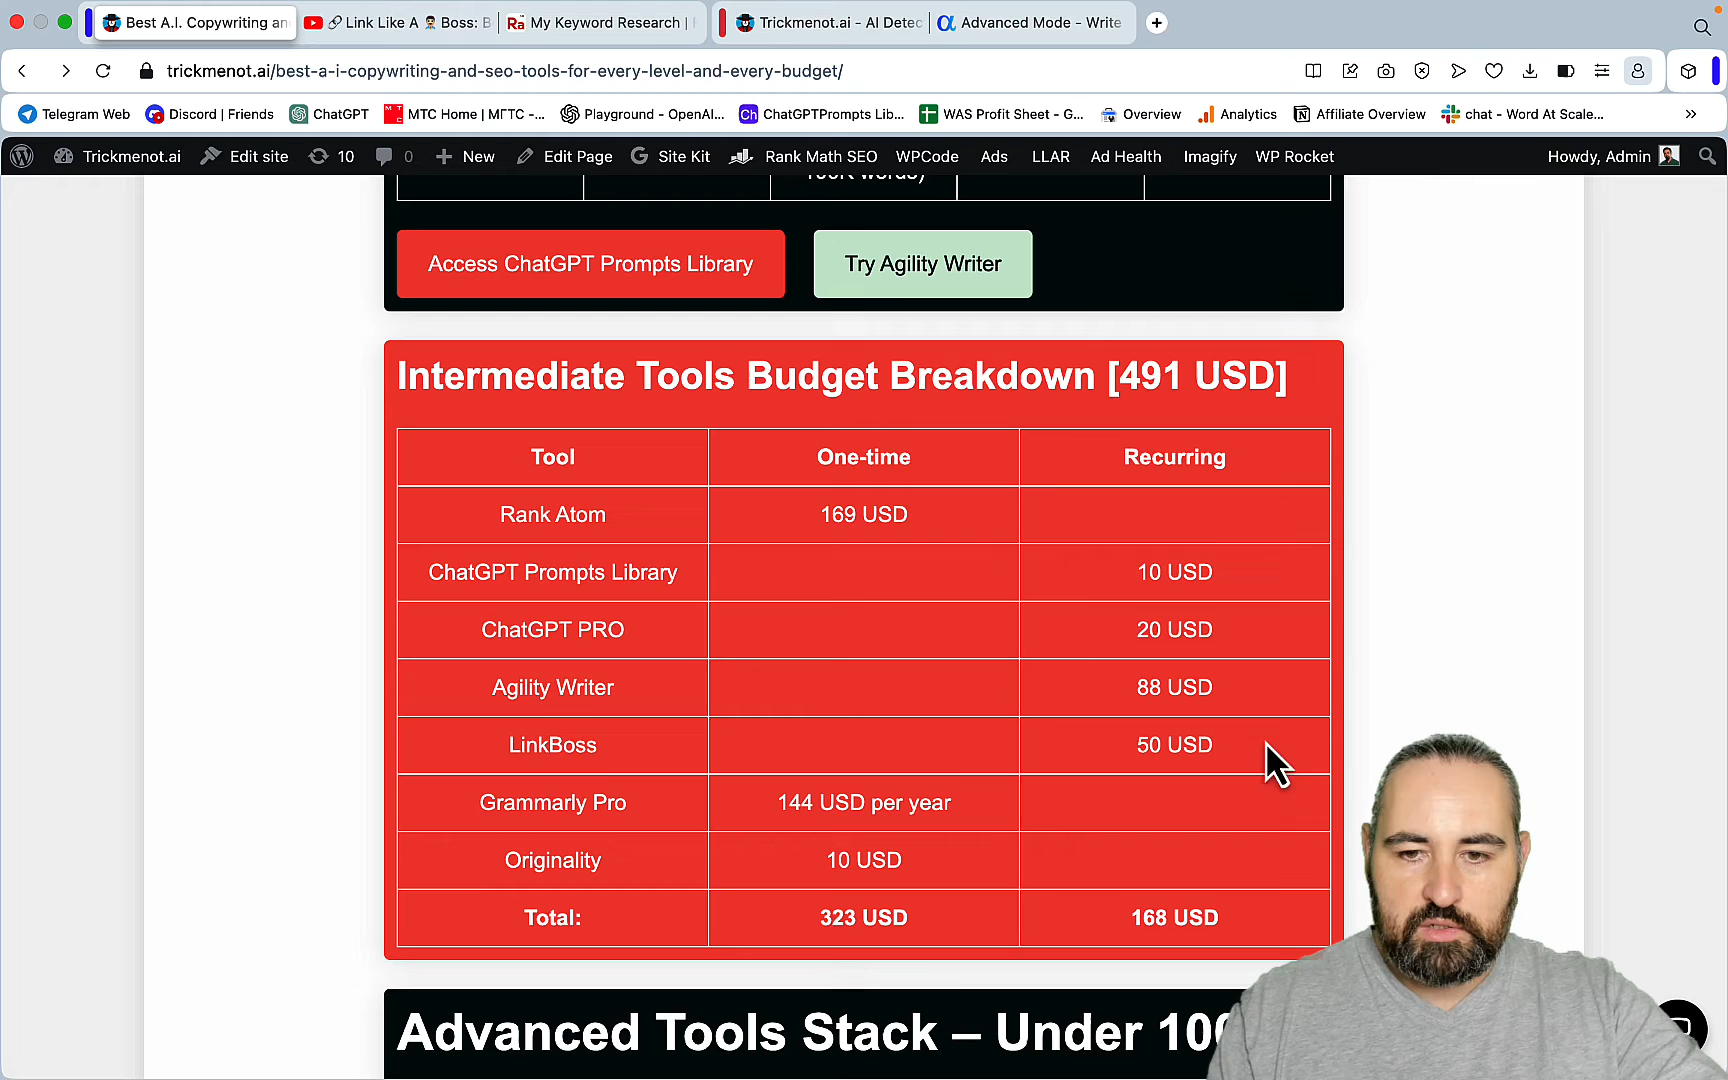 Best A.I. Copywriting an
Link Like A Boss: B
Ra My Keyword Research |
Trickmenot.ai - AI Detec
Advanced Mode - Write
trickmenot.ai/best-a-i-copywriting-and-seo-tools-for-every-level-and-every-budget/
Telegram Web
Discord | Friends
ChatGPT
MTC Home | МГТС -...
Playground - OpenAI...
Ch ChatGPTPrompts Lib...
WAS Profit Sheet - G...
Overview
Analytics
Affiliate Overview
chat - Word At Scale...
Trickmenot.ai
Edit site
10
0
New
Edit Page
Site Kit
Rank Math SEO
WPCode
Ads
LLAR
Ad Health
Imagify
WP Rocket
Howdy, Admin
100K words)
Access ChatGPT Prompts Library
Try Agility Writer
Intermediate Tools Budget Breakdown [491 USD]
Tool One-time Recurring
Rank Atom 169 USD
ChatGPT Prompts Library 10 USD
ChatGPT PRO 20 USD
Agility Writer 88 USD
LinkBoss 50 USD
Grammarly Pro 144 USD per year
Originality 10 USD
Total: 323 USD 168 USD
Advanced Tools Stack – Under 100